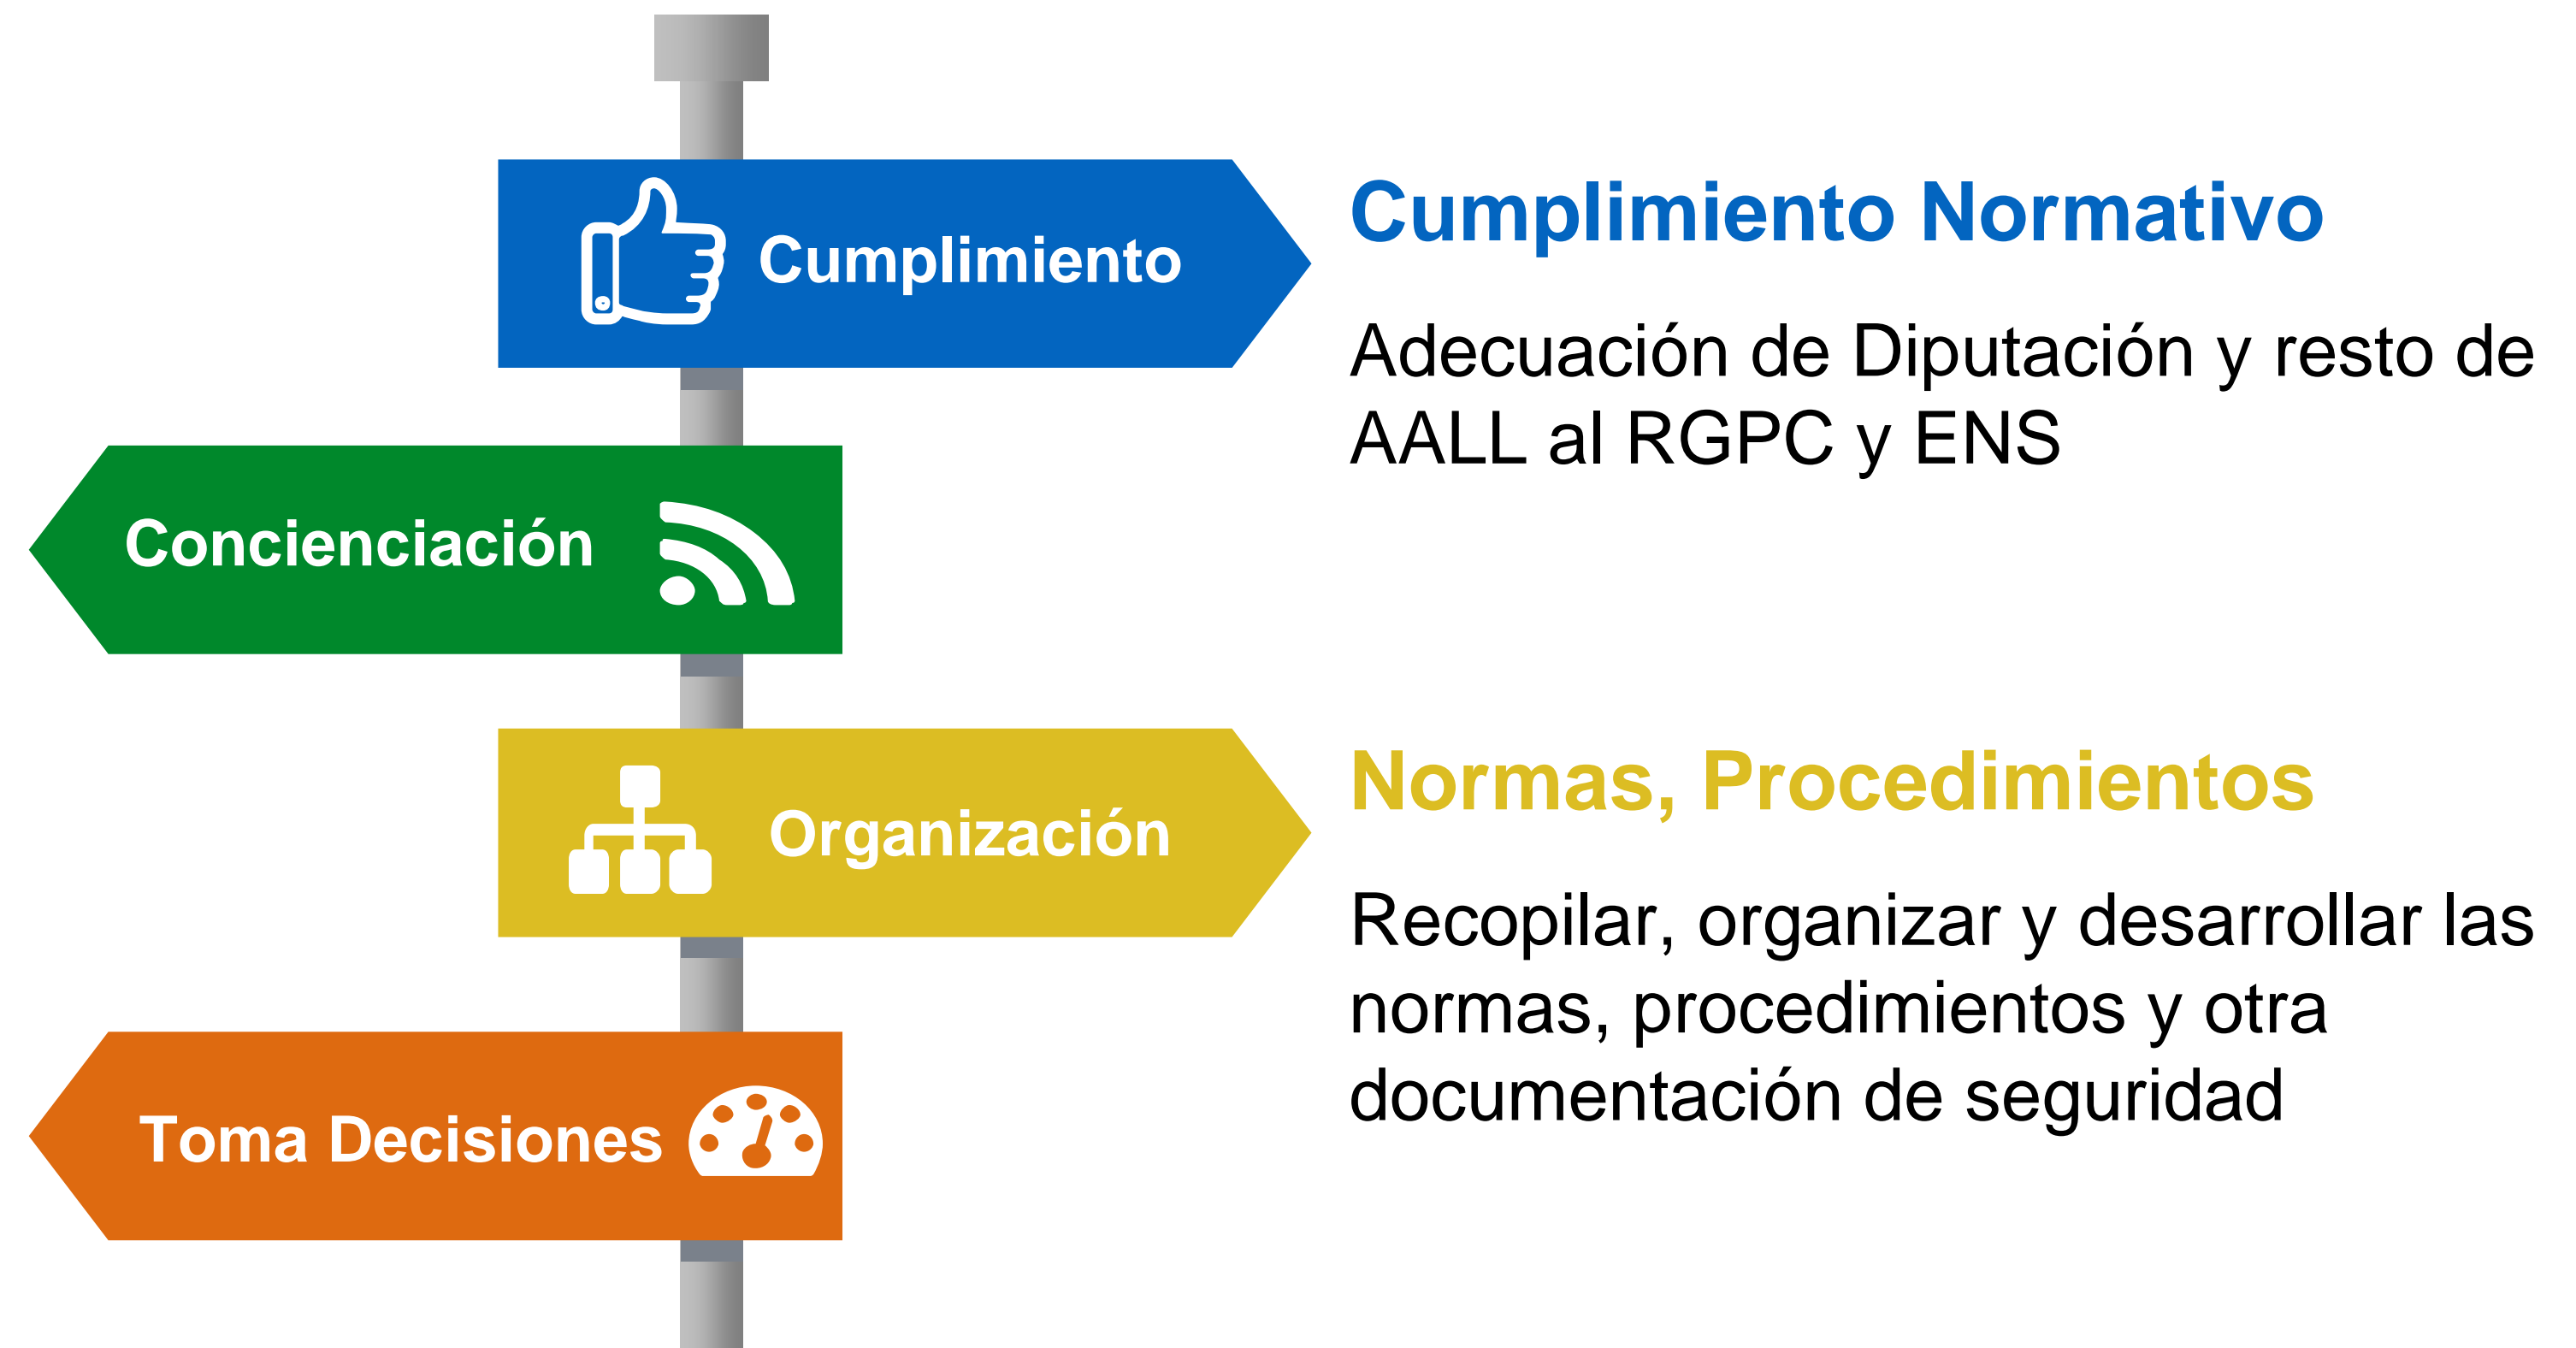 Cumplimiento
Cumplimiento Normativo
Adecuación de Diputación y resto de
AALL al RGPC y ENS
Concienciación
Organización
Normas, Procedimientos
Recopilar, organizar y desarrollar las
normas, procedimientos y otra
documentación de seguridad
Toma Decisiones